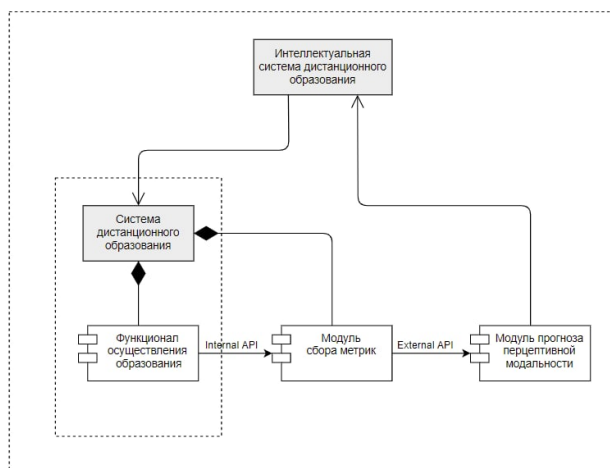 Интеллектуальная
система дистанционного
образования
Система
дистанционного
образования
Функционал
осуществления
образования
Internal API
Модуль
сбора метрик
External API
Модуль прогноза
перцептивной
модальности